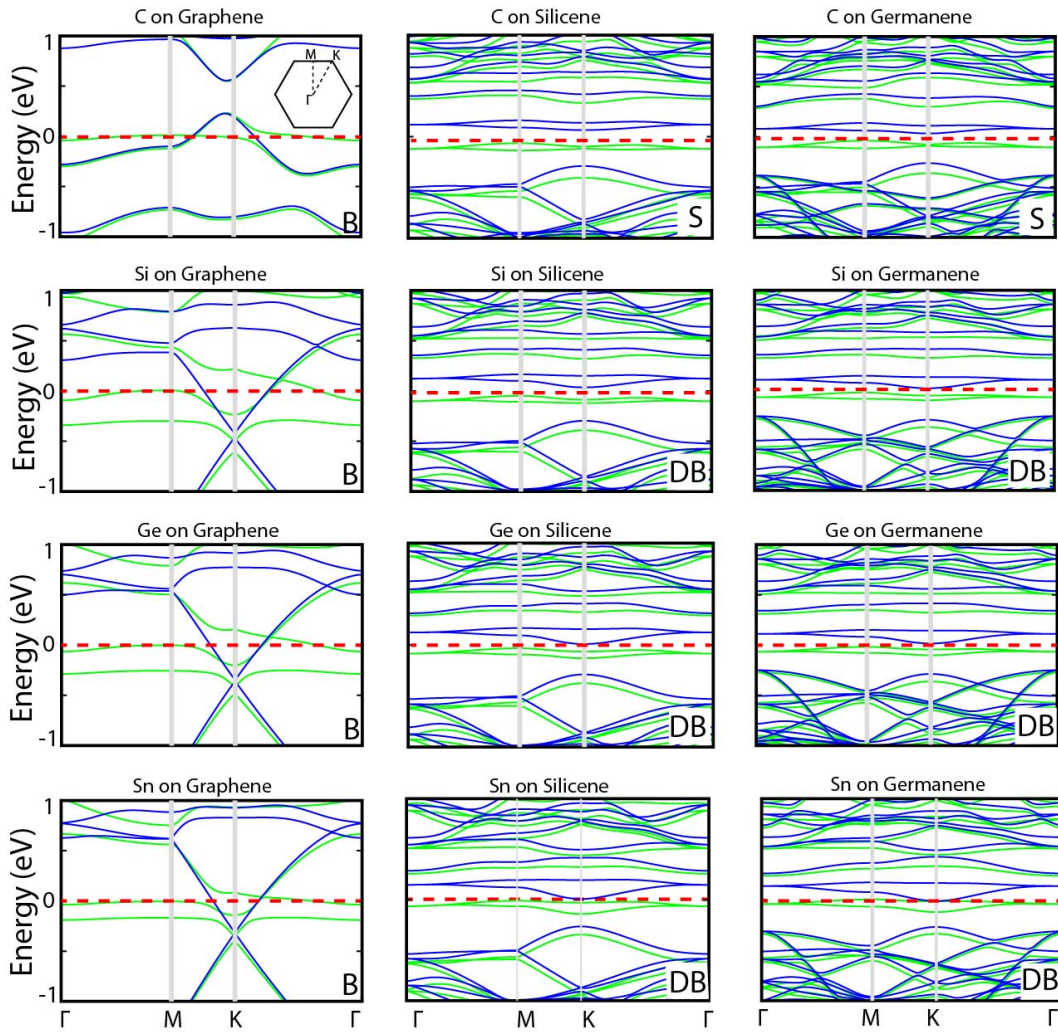 C on Graphene
C on Silicene
C on Germanene
Energy (eV)
1
0
-1
M K
Γ
B
S
S
Si on Graphene
Si on Silicene
Si on Germanene
Energy (eV)
1
0
-1
B
DB
DB
Ge on Graphene
Ge on Silicene
Ge on Germanene
Energy (eV)
1
0
-1
B
DB
DB
Sn on Graphene
Sn on Silicene
Sn on Germanene
Energy (eV)
1
0
-1
B
DB
DB
Γ M K Γ
Γ M K Γ
Γ M K Γ